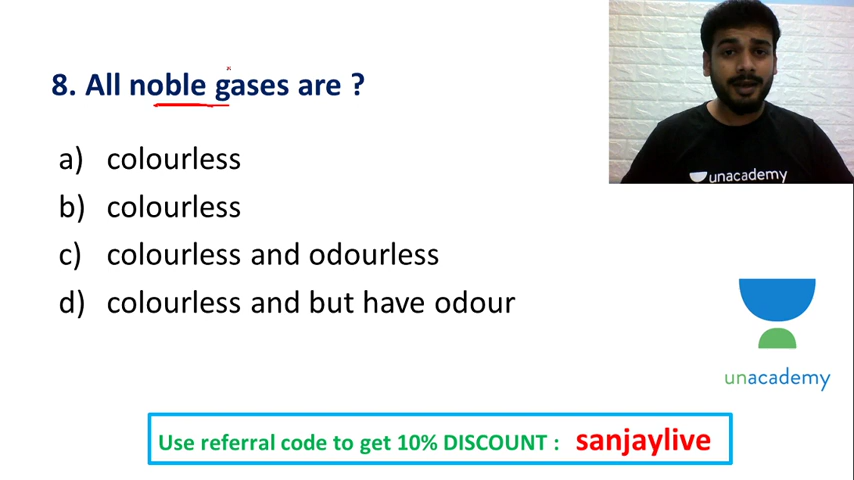 8. All noble gases are ?
unacademy
a) colourless
b) colourless
c) colourless and odourless
d) colourless and but have odour
unacademy
Use referral code to get 10% DISCOUNT : sanjaylive